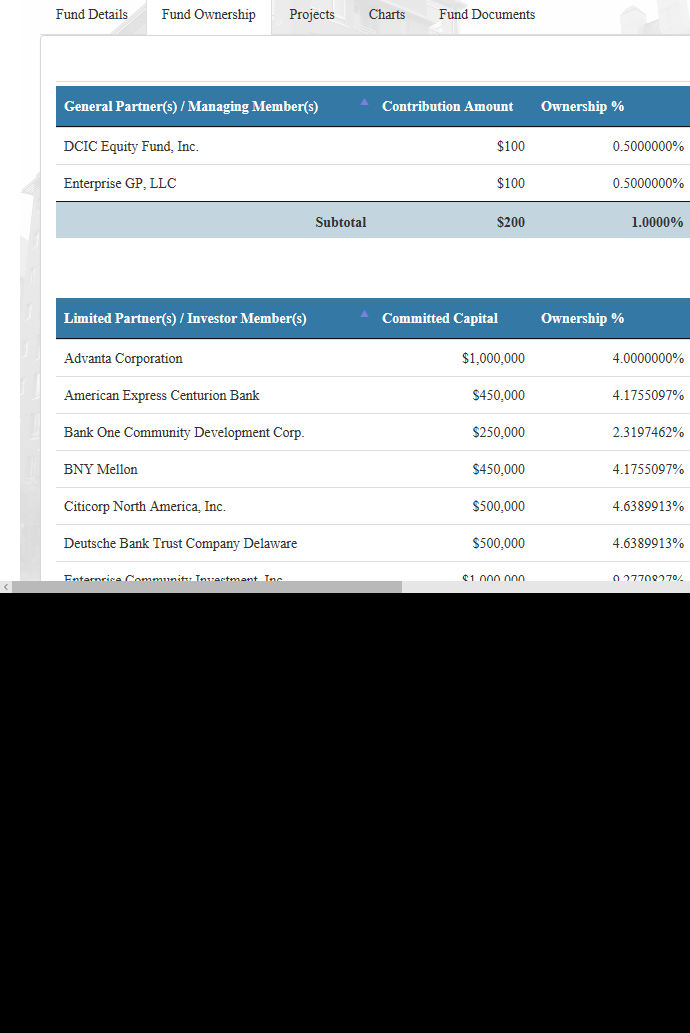 Fund Details Fund Ownership Projects Charts Fund Documents
General Partner(s) / Managing Member(s) Contribution Amount Ownership %
DCIC Equity Fund, Inc. $100 0.5000000%
Enterprise GP, LLC $100 0.5000000%
Subtotal $200 1.0000%
Limited Partner(s) / Investor Member(s) Committed Capital Ownership %
Advanta Corporation $1,000,000 4.0000000%
American Express Centurion Bank $450,000 4.1755097%
Bank One Community Development Corp. $250,000 2.3197462%
BNY Mellon $450,000 4.1755097%
Citicorp North America, Inc. $500,000 4.6389913%
Deutsche Bank Trust Company Delaware $500,000 4.6389913%
Enterprise Community Investment, Inc. $1,000,000 9.2779827%